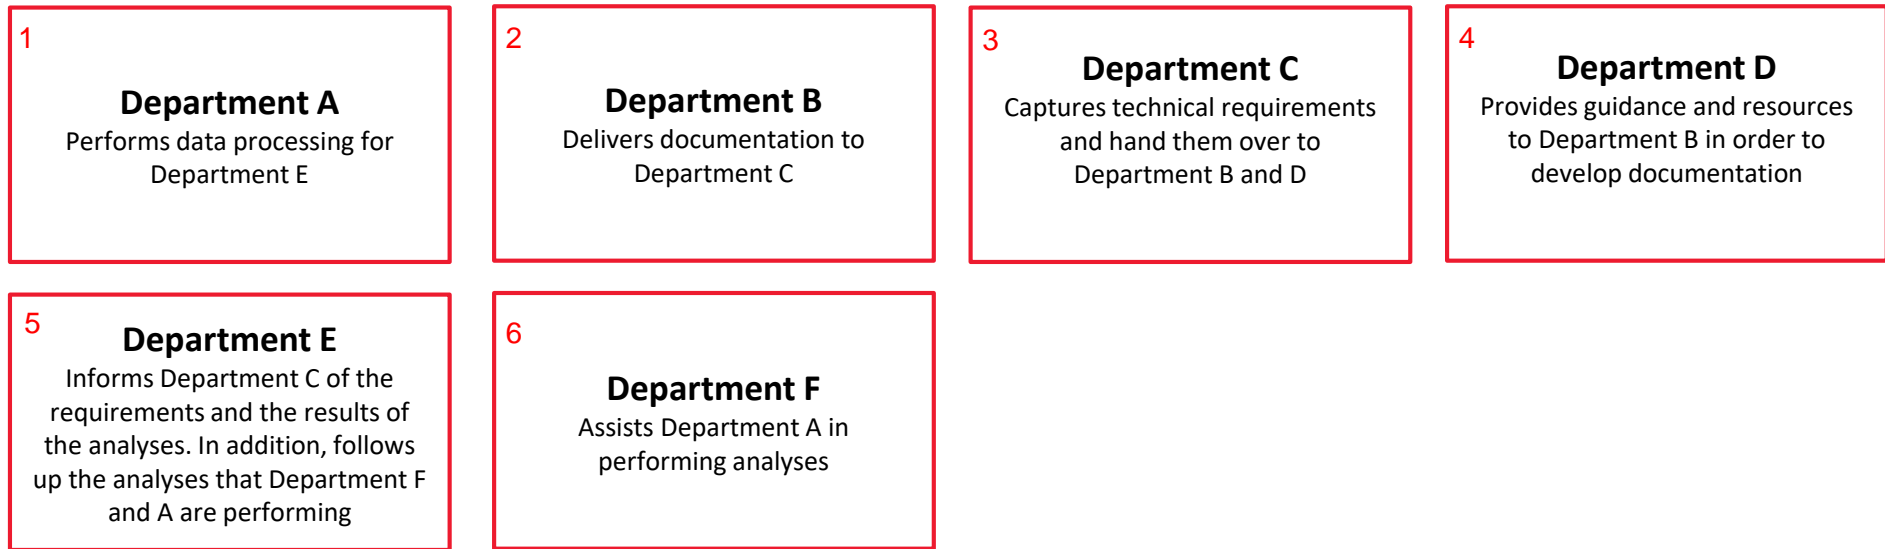 1
Department A
Performs data processing for
Department E
2
Department B
Delivers documentation to
Department C
3
Department C
Captures technical requirements
and hand them over to
Department B and D
4
Department D
Provides guidance and resources
to Department B in order to
develop documentation
5
Department E
Informs Department C of the
requirements and the results of
the analyses. In addition, follows
up the analyses that Department F
and A are performing
6
Department F
Assists Department A in
performing analyses